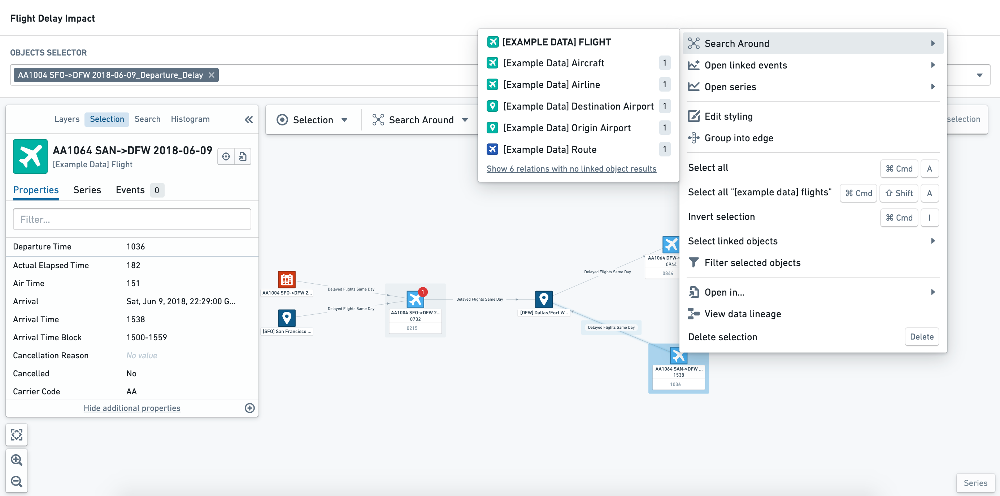 Flight Delay Impact
OBJECTS SELECTOR
AA1004 SFO->DFW 2018-06-09_Departure_Delay
Layers Selection Search Histogram
AA1064 SAN->DFW 2018-06-09
[Example Data] Flight
Properties Series Events 0
Filter...
Departure Time 1036
Actual Elapsed Time 182
Air Time 151
Arrival Sat, Jun 9, 2018, 22:29:00 G...
Arrival Time 1538
Arrival Time Block 1500-1559
Cancellation Reason No value
Cancelled No
Carrier Code AA
Hide additional properties
Selection Search Around
selection
[EXAMPLE DATA] FLIGHT
[Example Data] Aircraft 1
[Example Data] Airline 1
[Example Data] Destination Airport 1
[Example Data] Origin Airport 1
[Example Data] Route 1
Show 6 relations with no linked object results
Search Around
Open linked events
Open series
Edit styling
Group into edge
Select all ⌘ Cmd A
Select all "[example data] flights" ⌘ Cmd ⇧ Shift A
Invert selection ⌘ Cmd I
Select linked objects
Filter selected objects
Open in...
View data lineage
Delete selection Delete
AA1004 SFO->DFW 2...
[SFO] San Francisco ...
Delayed Flights Same Day
Delayed Flights Same Day
1
AA1004 SFO->DFW 2...
0732
0215
Delayed Flights Same Day
[DFW] Dallas/Fort W...
Delayed Flights Same Day
AA1064 DFW->
0944
0844
Delayed Flights Same Day
AA1064 SAN->DFW ...
1538
1036
Series